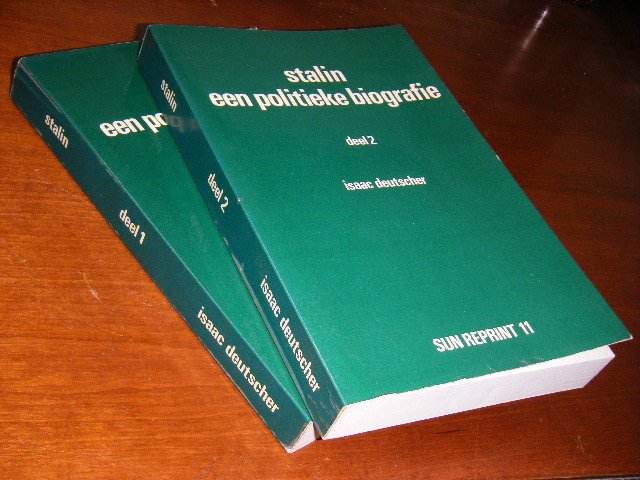 stalin
een politieke biografie
deel 2
isaac deutscher
SUN REPRINT 11
stalin
deel 2
isaac deutscher
een
stalin
deel 1
isaac deutscher